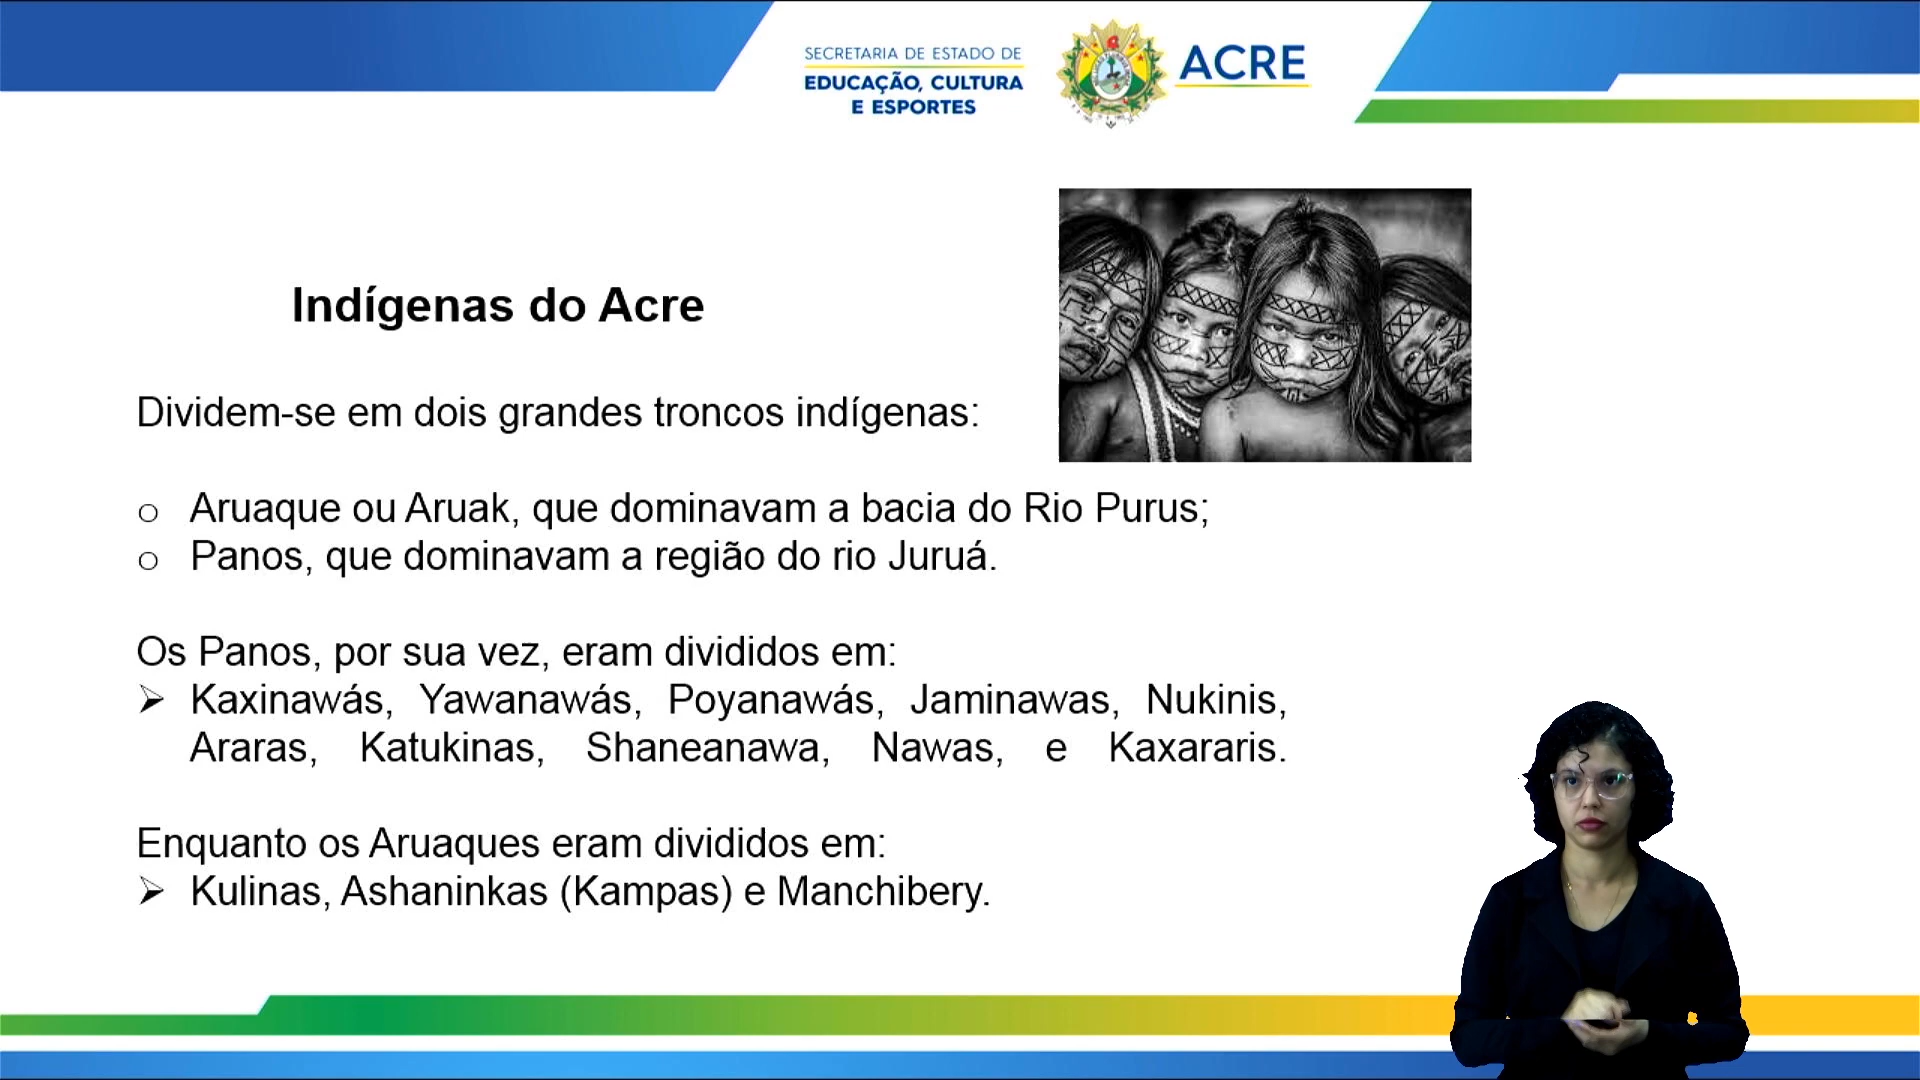 SECRETARIA DE ESTADO DE
EDUCAÇÃO, CULTURA
E ESPORTES
ACRE
Indígenas do Acre
Dividem-se em dois grandes troncos indígenas:
o Aruaque ou Aruak, que dominavam a bacia do Rio Purus;
o Panos, que dominavam a região do rio Juruá.
Os Panos, por sua vez, eram divididos em:
➢ Kaxinawás, Yawanawás, Poyanawás, Jaminawas, Nukinis,
Araras, Katukinas, Shaneanawa, Nawas, e Kaxararis.
Enquanto os Aruaques eram divididos em:
➢ Kulinas, Ashaninkas (Kampas) e Manchibery.